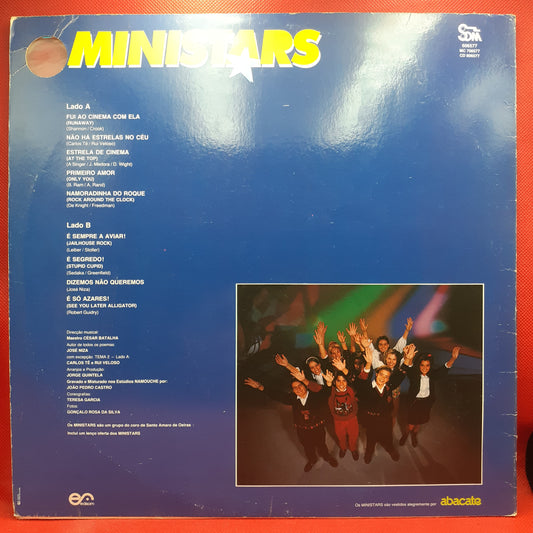 MINISTARS
SDM
606577
MC 706577
CD 806577
Lado A
FUI AO CINEMA COM ELA
(RUNAWAY)
(Shannon / Crook)
NÃO HÁ ESTRELAS NO CÉU
(Carlos Tê / Rui Veloso)
ESTRELA DE CINEMA
(AT THE TOP)
(A Singer / J. Medora / D. Wight)
PRIMEIRO AMOR
(ONLY YOU)
(B. Ram / A. Rand)
NAMORADINHA DO ROQUE
(ROCK AROUND THE CLOCK)
(De Knight / Freedman)
Lado B
É SEMPRE A AVIAR!
(JAILHOUSE ROCK)
(Leiber / Stoller)
É SEGREDO!
(STUPID CUPID)
(Sedaka / Greenfield)
DIZEMOS NÃO QUEREMOS
(José Niza)
É SÓ AZARES!
(SEE YOU LATER ALLIGATOR)
(Robert Guidry)
Direcção musical:
Maestro CÉSAR BATALHA
Autor de todos os poemas:
JOSÉ NIZA
com excepção: TEMA 2 - Lado A
CARLOS TÊ e RUI VELOSO
Arranjos e Produção:
JORGE QUINTELA
Gravado e Misturado nos Estúdios NAMOUCHE por:
JOÃO PEDRO CASTRO
Coreografias:
TERESA GARCIA
Fotos:
GONÇALO ROSA DA SILVA
Os MINISTARS são um grupo do coro de Santo Amaro de Oeiras
Inclui um lenço oferta dos MINISTARS
edisom
Os MINISTARS são vestidos alegremente por abacate